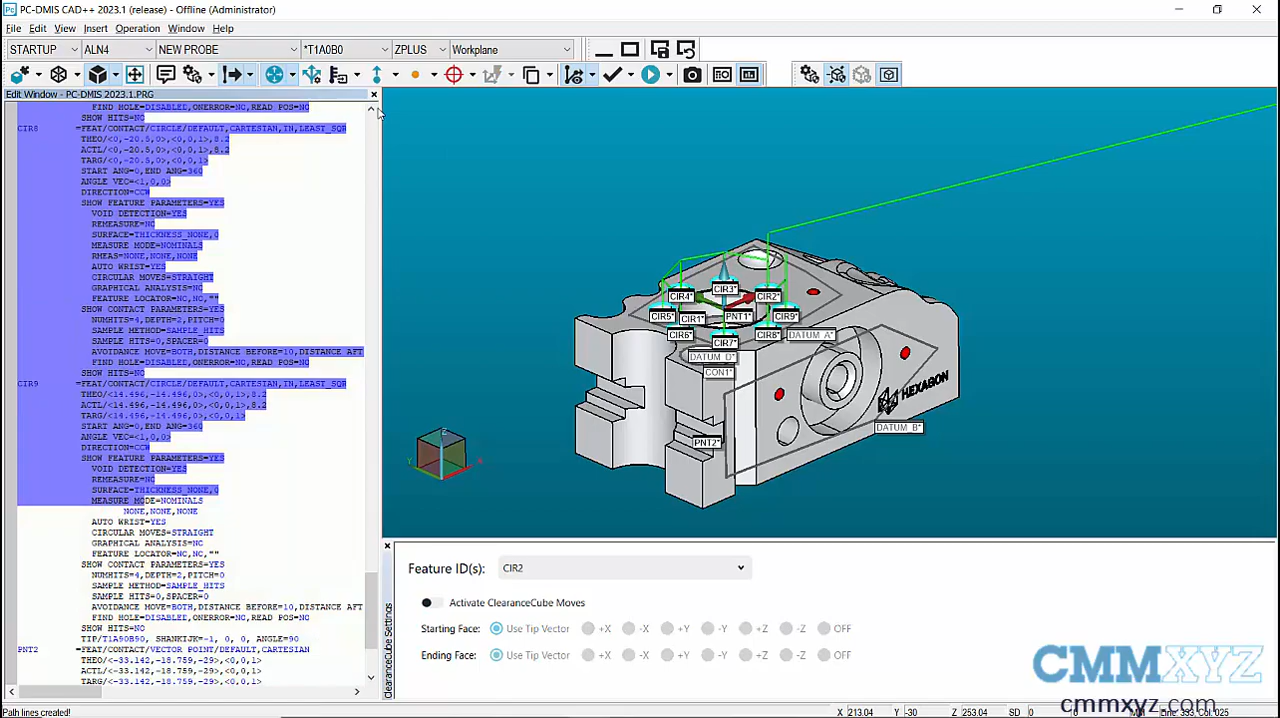 PC-DMIS CAD++ 2023.1 (release) - Offline (Administrator)
File Edit View Insert Operation Window Help
STARTUP ALN4 NEW PROBE *T1A0B0 ZPLUS Workplane
Edit Window - PC-DMIS 2023.1.PRG
FIND HOLE=DISABLED,ONERROR=NO,READ POS=NO
SHOW HITS=NO
CIR8 =FEAT/CONTACT/CIRCLE/DEFAULT,CARTESIAN,IN,LEAST_SQR
THEO/<0,-20.5,0>,<0,0,1>,8.2
ACTL/<0,-20.5,0>,<0,0,1>,8.2
TARG/<0,-20.5,0>,<0,0,1>
START ANG=0,END ANG=360
ANGLE VEC=<1,0,0>
DIRECTION=CCW
SHOW FEATURE PARAMETERS=YES
VOID DETECTION=YES
REMEASURE=NO
SURFACE=THICKNESS_NONE,0
MEASURE MODE=NOMINALS
RMEAS=NONE,NONE,NONE
AUTO WRIST=YES
CIRCULAR MOVES=STRAIGHT
GRAPHICAL ANALYSIS=NO
FEATURE LOCATOR=NO,NO,""
SHOW CONTACT PARAMETERS=YES
NUMHITS=4,DEPTH=2,PITCH=0
SAMPLE METHOD=SAMPLE_HITS
SAMPLE HITS=0,SPACER=0
AVOIDANCE MOVE=BOTH,DISTANCE BEFORE=10,DISTANCE AFT
FIND HOLE=DISABLED,ONERROR=NO,READ POS=NO
SHOW HITS=NO
CIR9 =FEAT/CONTACT/CIRCLE/DEFAULT,CARTESIAN,IN,LEAST_SQR
THEO/<14.496,-14.496,0>,<0,0,1>,8.2
ACTL/<14.496,-14.496,0>,<0,0,1>,8.2
TARG/<14.496,-14.496,0>,<0,0,1>
START ANG=0,END ANG=360
ANGLE VEC=<1,0,0>
DIRECTION=CCW
SHOW FEATURE PARAMETERS=YES
VOID DETECTION=YES
REMEASURE=NO
SURFACE=THICKNESS_NONE,0
MEASURE MODE=NOMINALS
NONE,NONE,NONE
AUTO WRIST=YES
CIRCULAR MOVES=STRAIGHT
GRAPHICAL ANALYSIS=NO
FEATURE LOCATOR=NO,NO,""
SHOW CONTACT PARAMETERS=YES
NUMHITS=4,DEPTH=2,PITCH=0
SAMPLE METHOD=SAMPLE_HITS
SAMPLE HITS=0,SPACER=0
AVOIDANCE MOVE=BOTH,DISTANCE BEFORE=10,DISTANCE AFT
FIND HOLE=DISABLED,ONERROR=NO,READ POS=NO
SHOW HITS=NO
TIP/T1A90B90, SHANKIJK=-1, 0, 0, ANGLE=90
PNT2 =FEAT/CONTACT/VECTOR POINT/DEFAULT,CARTESIAN
THEO/<-33.142,-18.759,-29>,<0,0,1>
ACTL/<-33.142,-18.759,-29>,<0,0,1>
TARG/<-33.142,-18.759,-29>,<0,0,1>
CIR3*
CIR4* CIR2*
CIR5* CIR1* PNT1* CIR9*
CIR6* CIR7* CIR8* DATUM A*
DATUM D*
CON1*
HEXAGON
DATUM B*
PNT2*
Z
Y X
ClearanceCube Settings
Feature ID(s): CIR2
Activate ClearanceCube Moves
Starting Face: Use Tip Vector +X -X +Y -Y +Z -Z OFF
Ending Face: Use Tip Vector +X -X +Y -Y +Z -Z OFF
CMMXYZ
cmmxyz.com
Path lines created!
X 213.04 Y -30 Z 253.04 SD 0